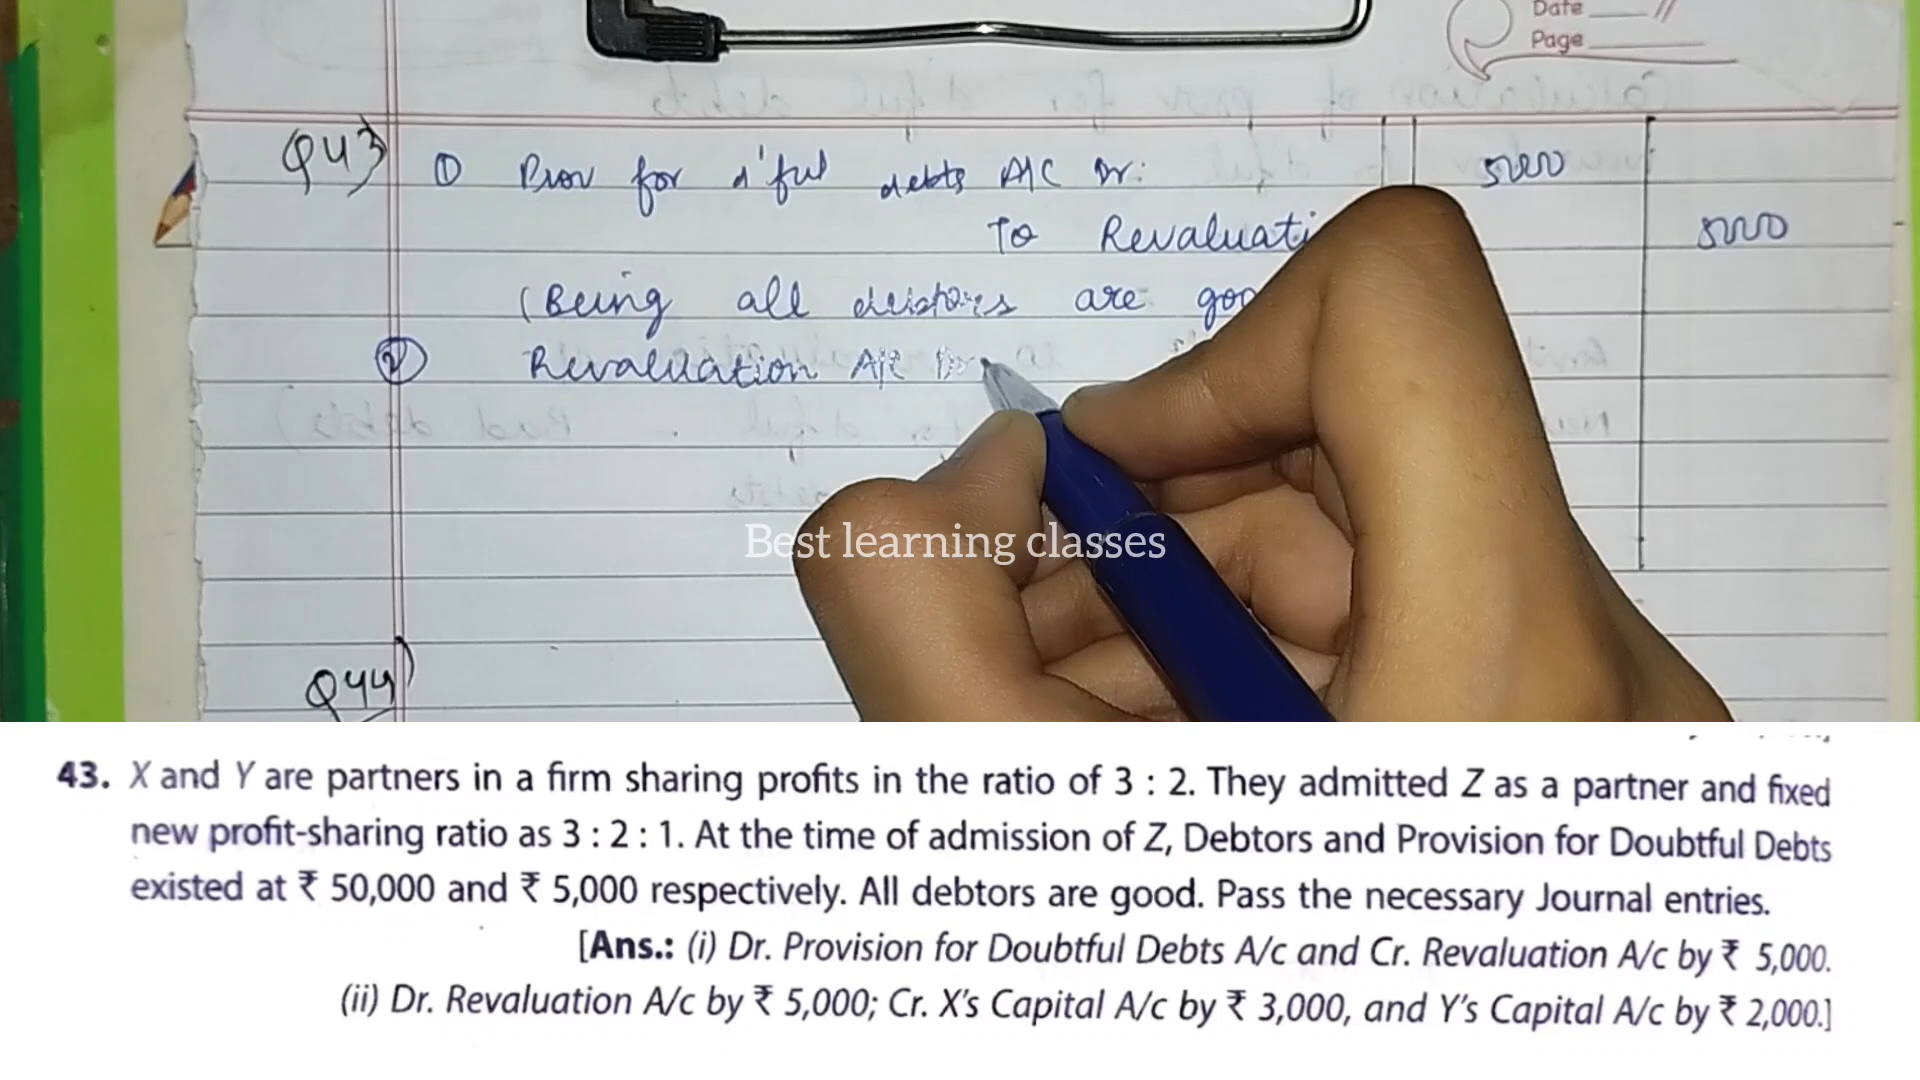 Date ____ //
Page ________
Q43) ① Prov for d'ful debts A/C Dr: 5000
To Revaluati 5000
(Being all debtors are goo
② Revaluation A/C Dr
Best learning classes
Q44)
43. X and Y are partners in a firm sharing profits in the ratio of 3 : 2. They admitted Z as a partner and fixed
new profit-sharing ratio as 3 : 2 : 1. At the time of admission of Z, Debtors and Provision for Doubtful Debts
existed at ₹ 50,000 and ₹ 5,000 respectively. All debtors are good. Pass the necessary Journal entries.
[Ans.: (i) Dr. Provision for Doubtful Debts A/c and Cr. Revaluation A/c by ₹ 5,000.
(ii) Dr. Revaluation A/c by ₹ 5,000; Cr. X's Capital A/c by ₹ 3,000, and Y's Capital A/c by ₹ 2,000.]